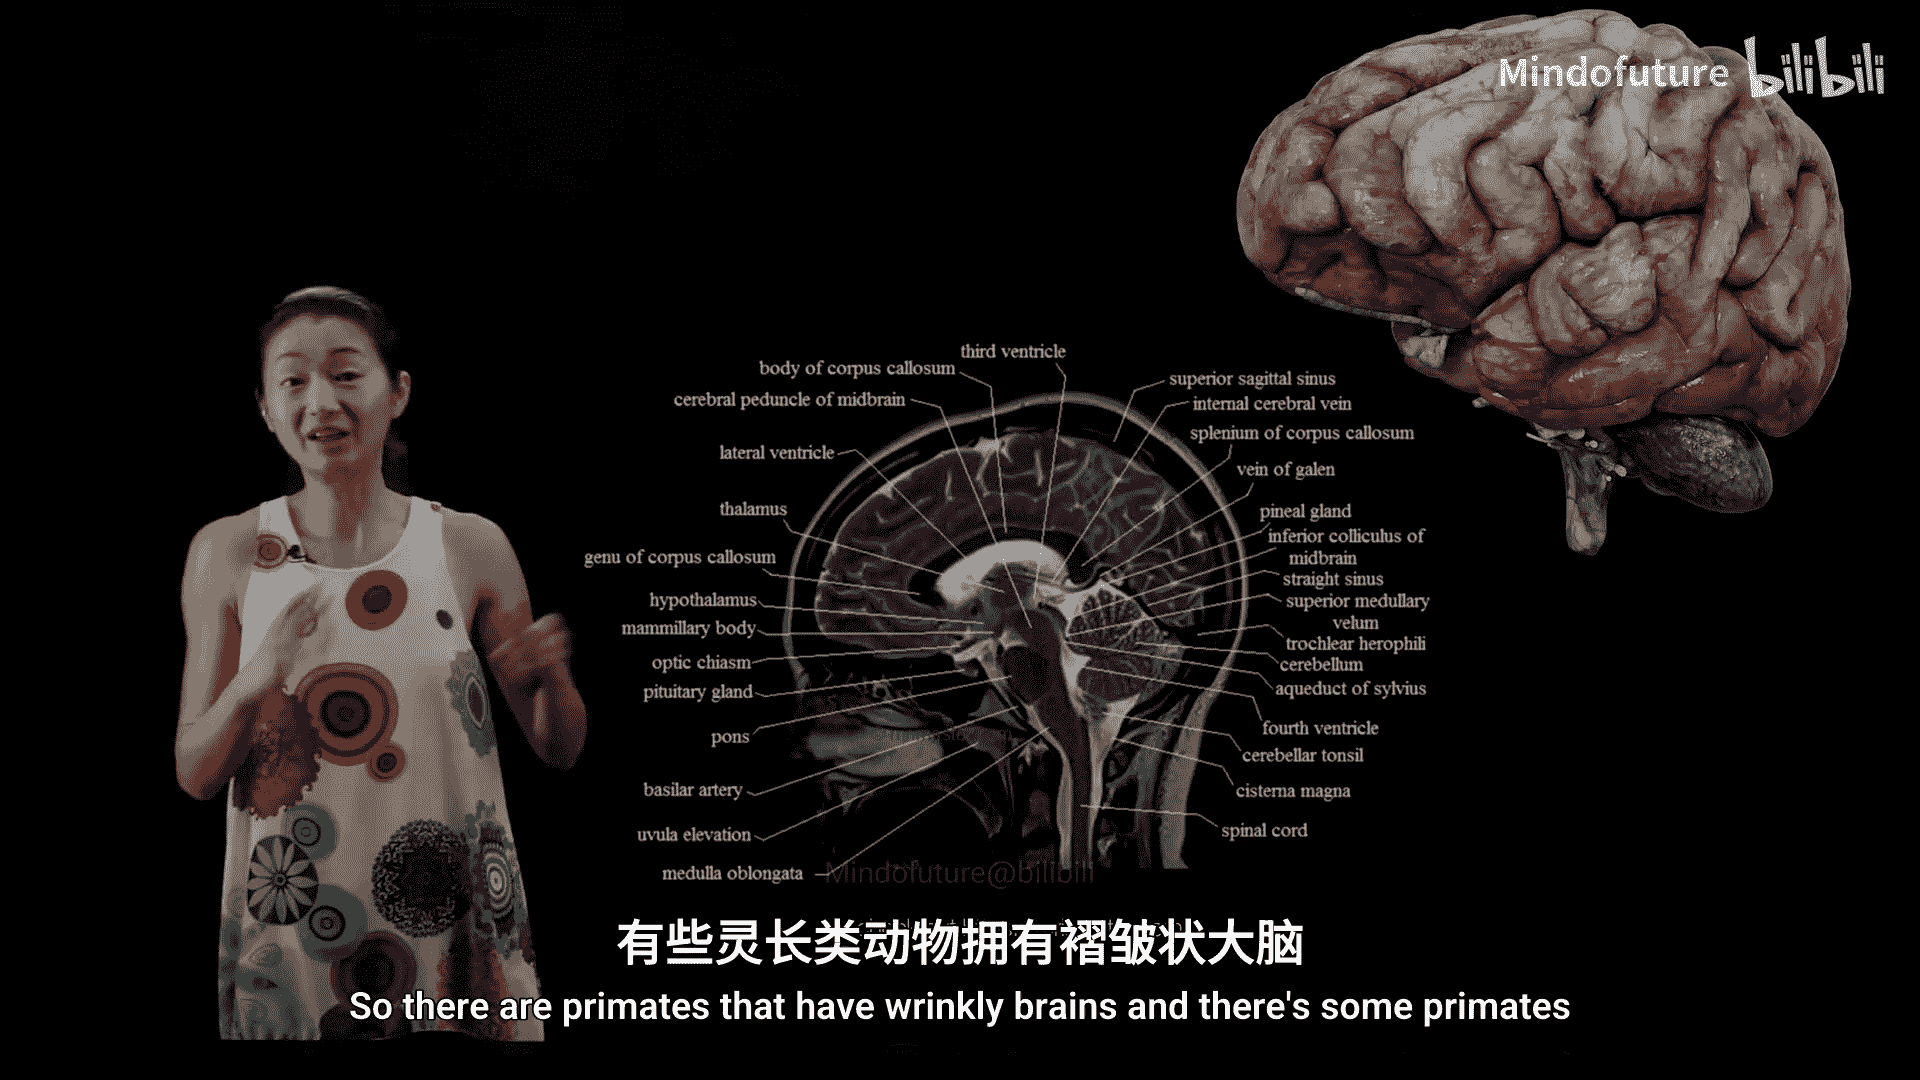 Mindofuture bilibili
third ventricle
body of corpus callosum
cerebral peduncle of midbrain
lateral ventricle
thalamus
genu of corpus callosum
hypothalamus
mammillary body
optic chiasm
pituitary gland
pons
basilar artery
uvula elevation
medulla oblongata
superior sagittal sinus
internal cerebral vein
splenium of corpus callosum
vein of galen
pineal gland
inferior colliculus of
midbrain
straight sinus
superior medullary
velum
trochlear herophili
cerebellum
aqueduct of sylvius
fourth ventricle
cerebellar tonsil
cisterna magna
spinal cord
Mindofuture@bilibili
有些灵长类动物拥有褶皱状大脑
So there are primates that have wrinkly brains and there's some primates